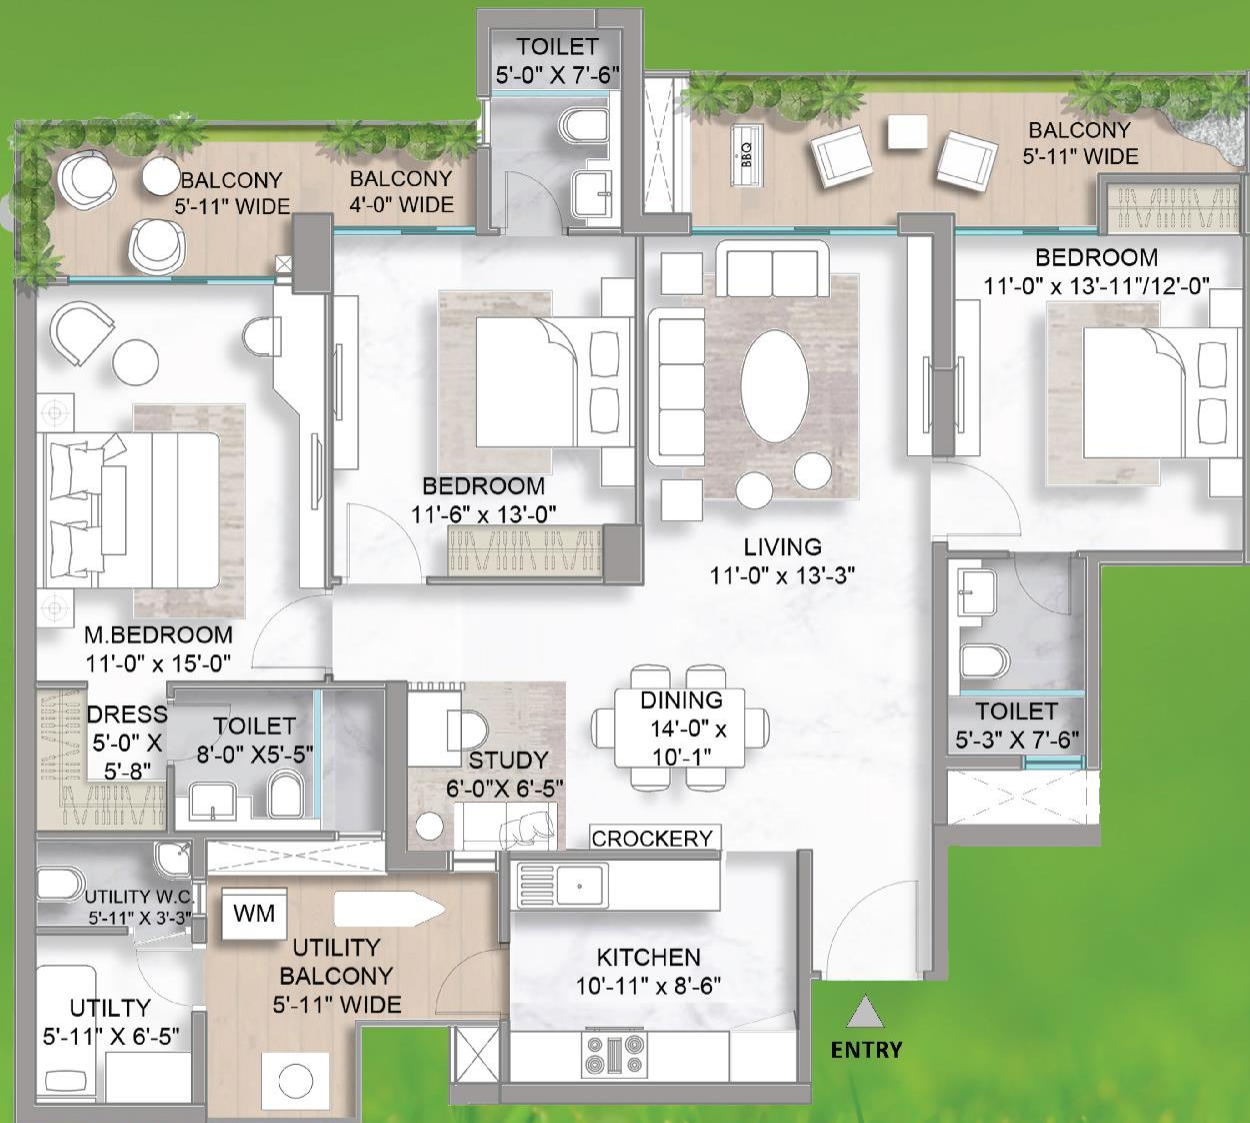 TOILET
5'-0" X 7'-6"
BALCONY
5'-11" WIDE
BALCONY
4'-0" WIDE
BBQ
BALCONY
5'-11" WIDE
BEDROOM
11'-0" x 13'-11"/12'-0"
BEDROOM
11'-6" x 13'-0"
LIVING
11'-0" x 13'-3"
M.BEDROOM
11'-0" x 15'-0"
DRESS
5'-0" X
5'-8"
TOILET
8'-0" X5'-5"
STUDY
6'-0"X 6'-5"
DINING
14'-0" x
10'-1"
TOILET
5'-3" X 7'-6"
CROCKERY
UTILITY W.C.
5'-11" X 3'-3"
WM
UTILITY
BALCONY
5'-11" WIDE
KITCHEN
10'-11" x 8'-6"
UTILTY
5'-11" X 6'-5"
ENTRY